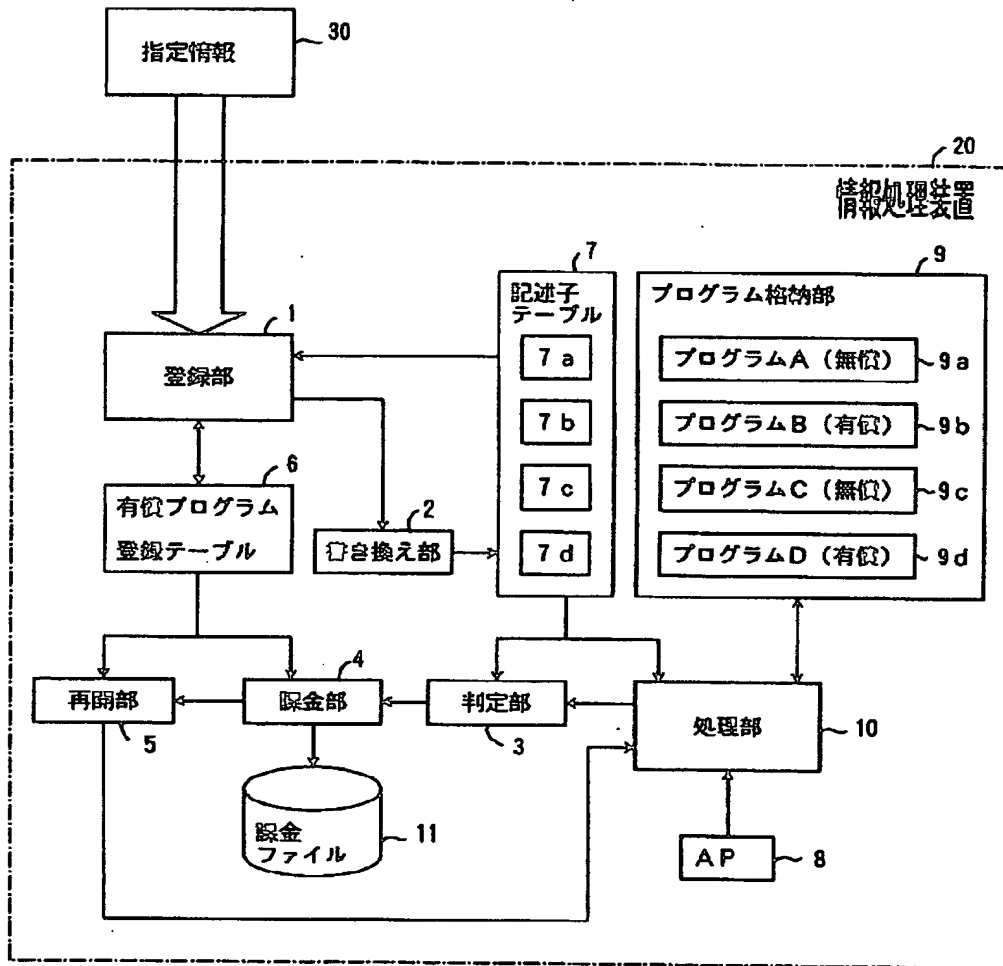 指定情報
30
20
情報処理装置
7
記述子
テーブル
7a
7b
7c
7d
9
プログラム格納部
プログラムA（無償）
9a
プログラムB（有償）
9b
プログラムC（無償）
9c
プログラムD（有償）
9d
1
登録部
6
有償プログラム
登録テーブル
2
書き換え部
再開部
5
4
課金部
判定部
3
処理部
10
課金
ファイル
11
AP
8